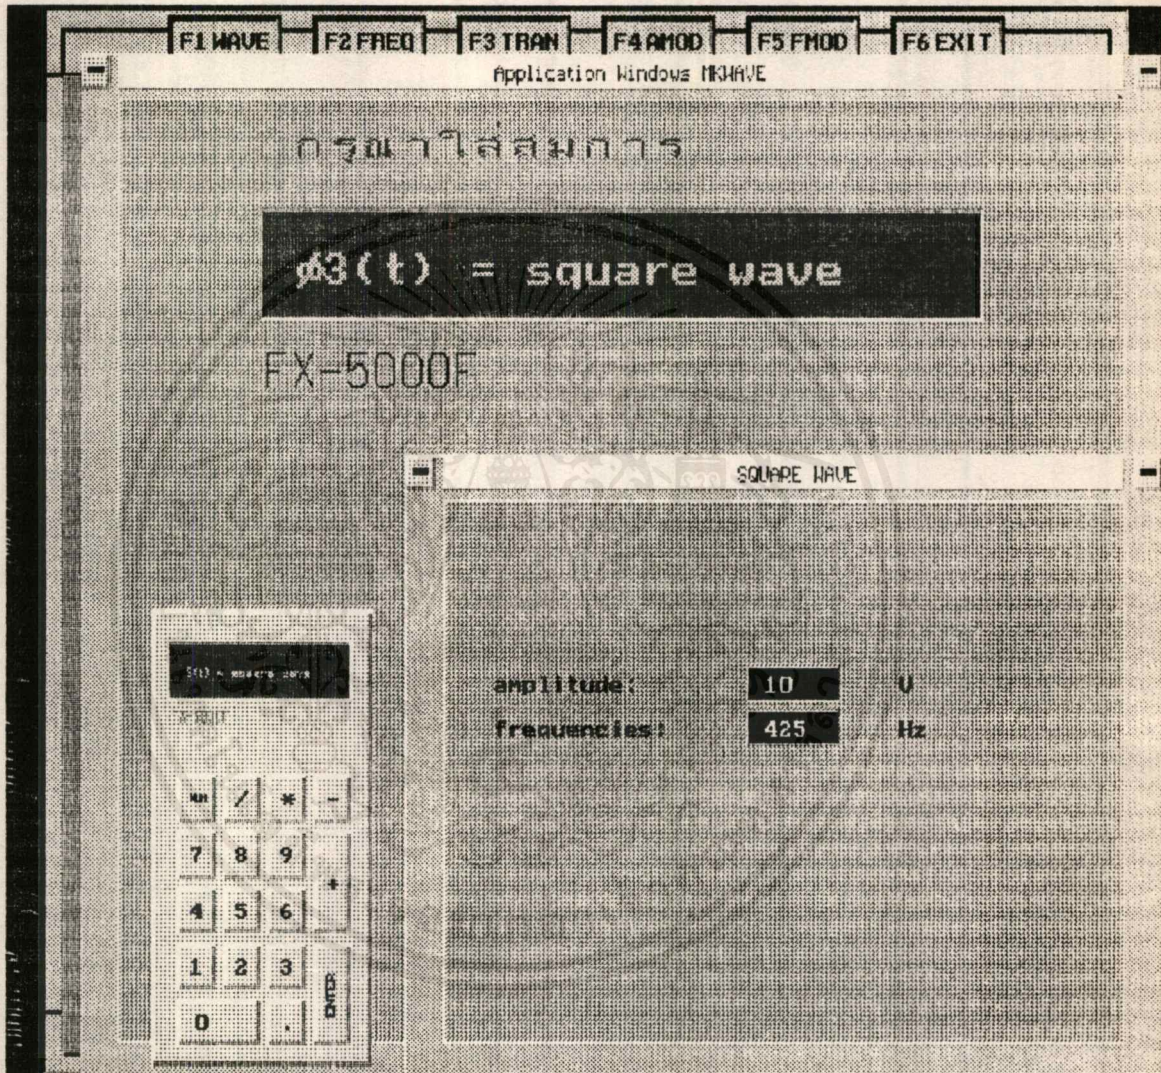 F1 WAVE F2 FREQ F3 TRAN F4 AMOD F5 FMOD F6 EXIT
Application Windows MKWAVE
กรุณาใส่สมการ
(t) = square wave
FX-5000F
SQUARE WAVE
amplitude: 10 V
frequencies: 425 Hz
/ * -
7 8 9
+
4 5 6
1 2 3
ENTER
0 .